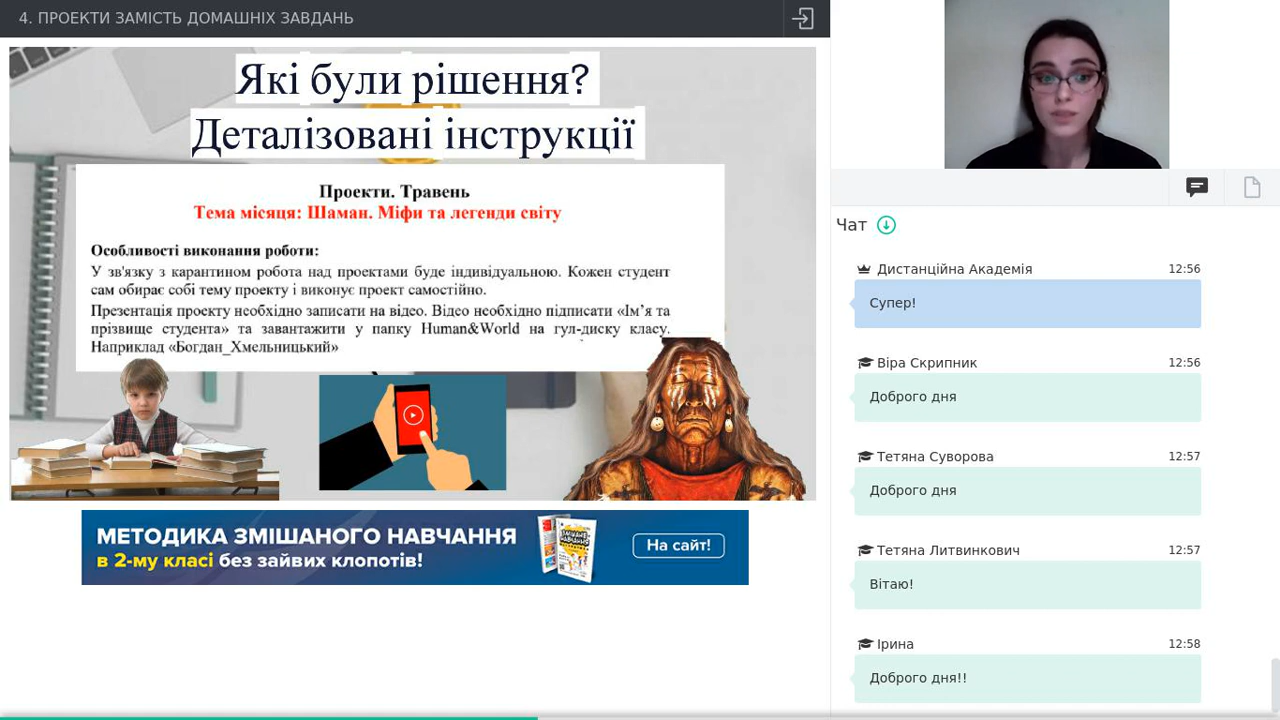 4. ПРОЕКТИ ЗАМІСТЬ ДОМАШНІХ ЗАВДАНЬ
Які були рішення?
Деталізовані інструкції
Проекти. Травень
Тема місяця: Шаман. Міфи та легенди світу
Особливості виконання роботи:
У зв'язку з карантином робота над проектами буде індивідуальною. Кожен студент
сам обирає собі тему проекту і виконує проект самостійно.
Презентація проекту необхідно записати на відео. Відео необхідно підписати «Ім’я та
прізвище студента» та завантажити у папку Human&World на гул-диску класу.
Наприклад «Богдан_Хмельницький»
МЕТОДИКА ЗМІШАНОГО НАВЧАННЯ
в 2-му класі без зайвих клопотів!
На сайт!
Чат
Дистанційна Академія 12:56
Супер!
Віра Скрипник 12:56
Доброго дня
Тетяна Суворова 12:57
Доброго дня
Тетяна Литвинкович 12:57
Вітаю!
Ірина 12:58
Доброго дня!!